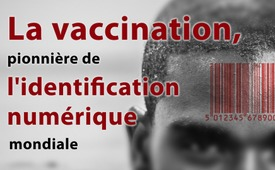 La vaccination,
pionnière de
l'identification
numérique
mondiale
5 012345 678900